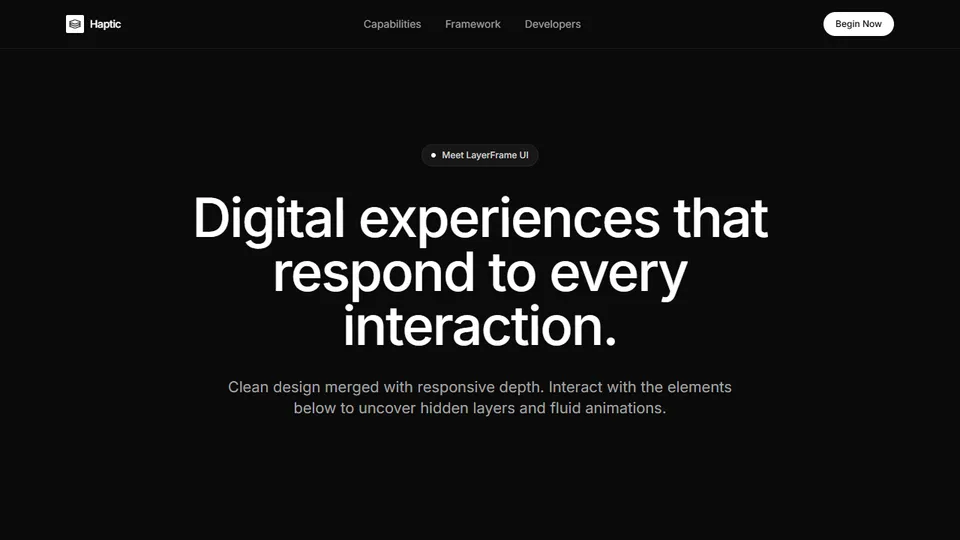 Haptic
Capabilities
Framework
Developers
Begin Now
Meet LayerFrame UI
Digital experiences that
respond to every
interaction.
Clean design merged with responsive depth. Interact with the elements
below to uncover hidden layers and fluid animations.